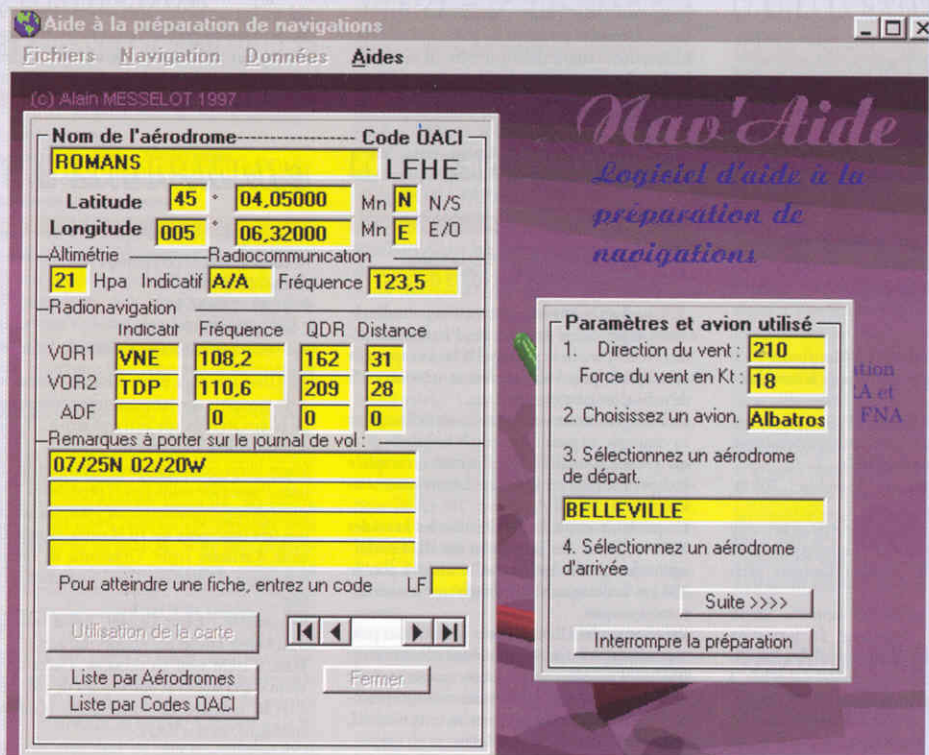 Aide à la préparation de navigations
Fichiers Navigation Données Aides
(c) Alain MESSELOT 1997
Nom de l'aérodrome---------------- Code OACI
ROMANS LFHE
Latitude 45 ° 04,05000 Mn N N/S
Longitude 005 ° 06,32000 Mn E E/O
Altimétrie Radiocommunication
21 Hpa Indicatif A/A Fréquence 123,5
Radionavigation
Indicatif Fréquence QDR Distance
VOR1 VNE 108,2 162 31
VOR2 TDP 110,6 209 28
ADF 0 0 0
Remarques à porter sur le journal de vol :
07/25N 02/20W
Pour atteindre une fiche, entrez un code LF
Utilisation de la carte
Liste par Aérodromes Fermer
Liste par Codes OACI
Nav'Aide
Logiciel d'aide à la
préparation de
navigations
Paramètres et avion utilisé
1. Direction du vent : 210
Force du vent en Kt : 18
2. Choisissez un avion. Albatros
3. Sélectionnez un aérodrome
de départ.
BELLEVILLE
4. Sélectionnez un aérodrome
d'arrivée
Suite >>>>
Interrompre la préparation
FNA